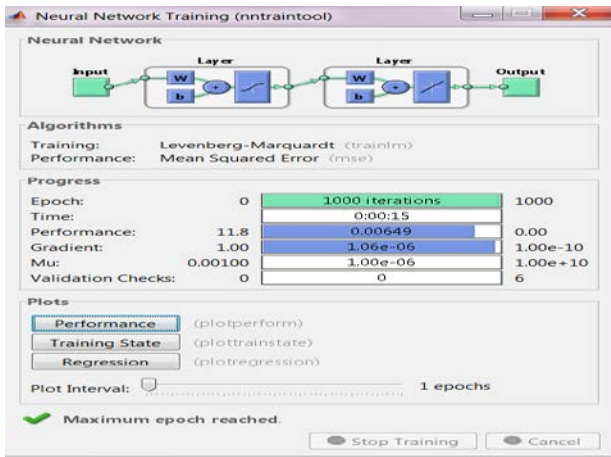 Neural Network Training (nntraintool)
Neural Network
Layer Layer
Input Output
W W
b b
+ +
Algorithms
Training: Levenberg-Marquardt (trainlm)
Performance: Mean Squared Error (mse)
Progress
Epoch: 0 1000 iterations 1000
Time: 0:00:15
Performance: 11.8 0.00649 0.00
Gradient: 1.00 1.06e-06 1.00e-10
Mu: 0.00100 1.00e-06 1.00e+10
Validation Checks: 0 0 6
Plots
Performance (plotperform)
Training State (plottrainstate)
Regression (plotregression)
Plot Interval: 1 epochs
Maximum epoch reached.
Stop Training Cancel